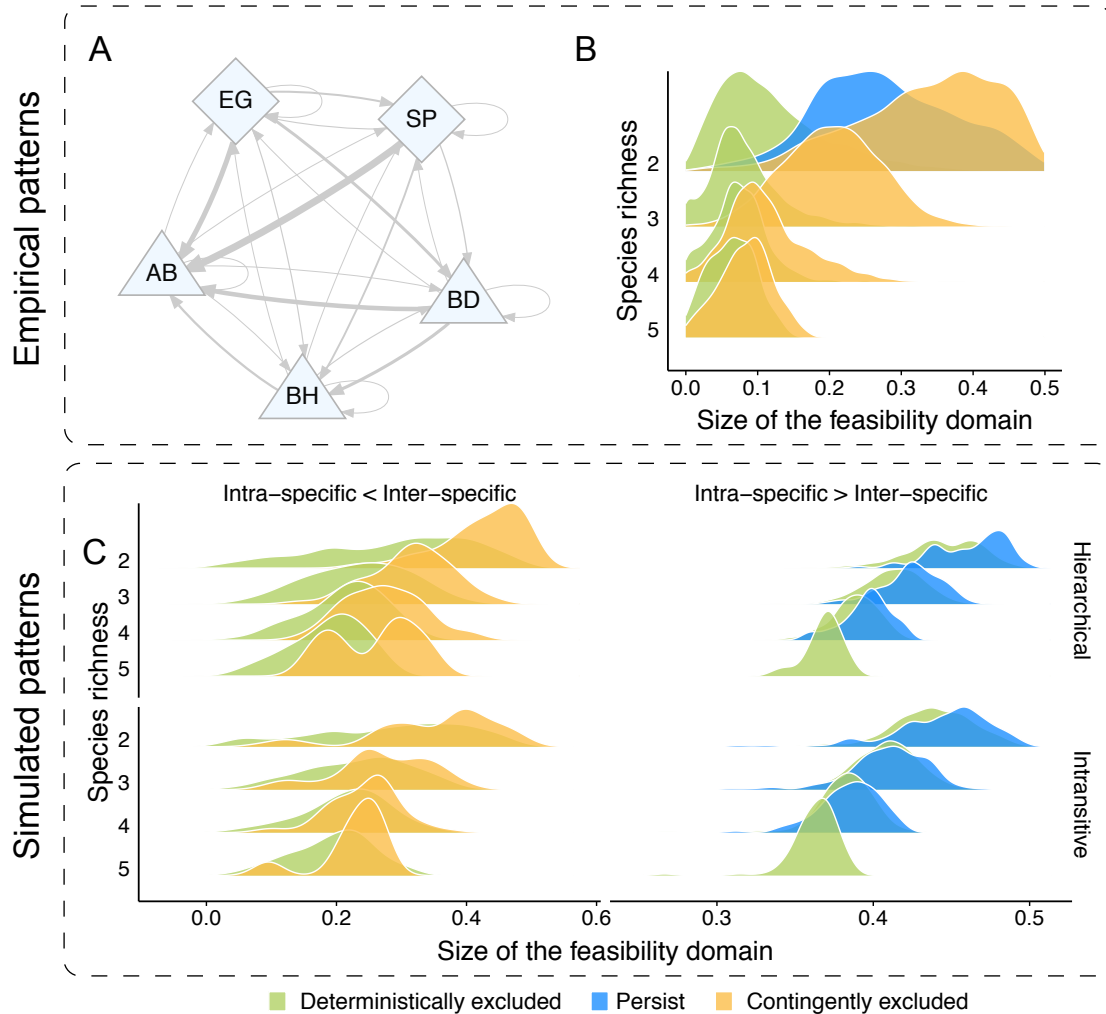 Empirical patterns
A
EG
SP
AB
BD
BH
B
Species richness
2
3
4
5
0.0 0.1 0.2 0.3 0.4 0.5
Size of the feasibility domain
Simulated patterns
C
Intra−specific < Inter−specific
Intra−specific > Inter−specific
Species richness
2
3
4
5
Hierarchical
2
3
4
5
Intransitive
0.0 0.2 0.4 0.6 0.3 0.4 0.5
Size of the feasibility domain
Deterministically excluded Persist Contingently excluded